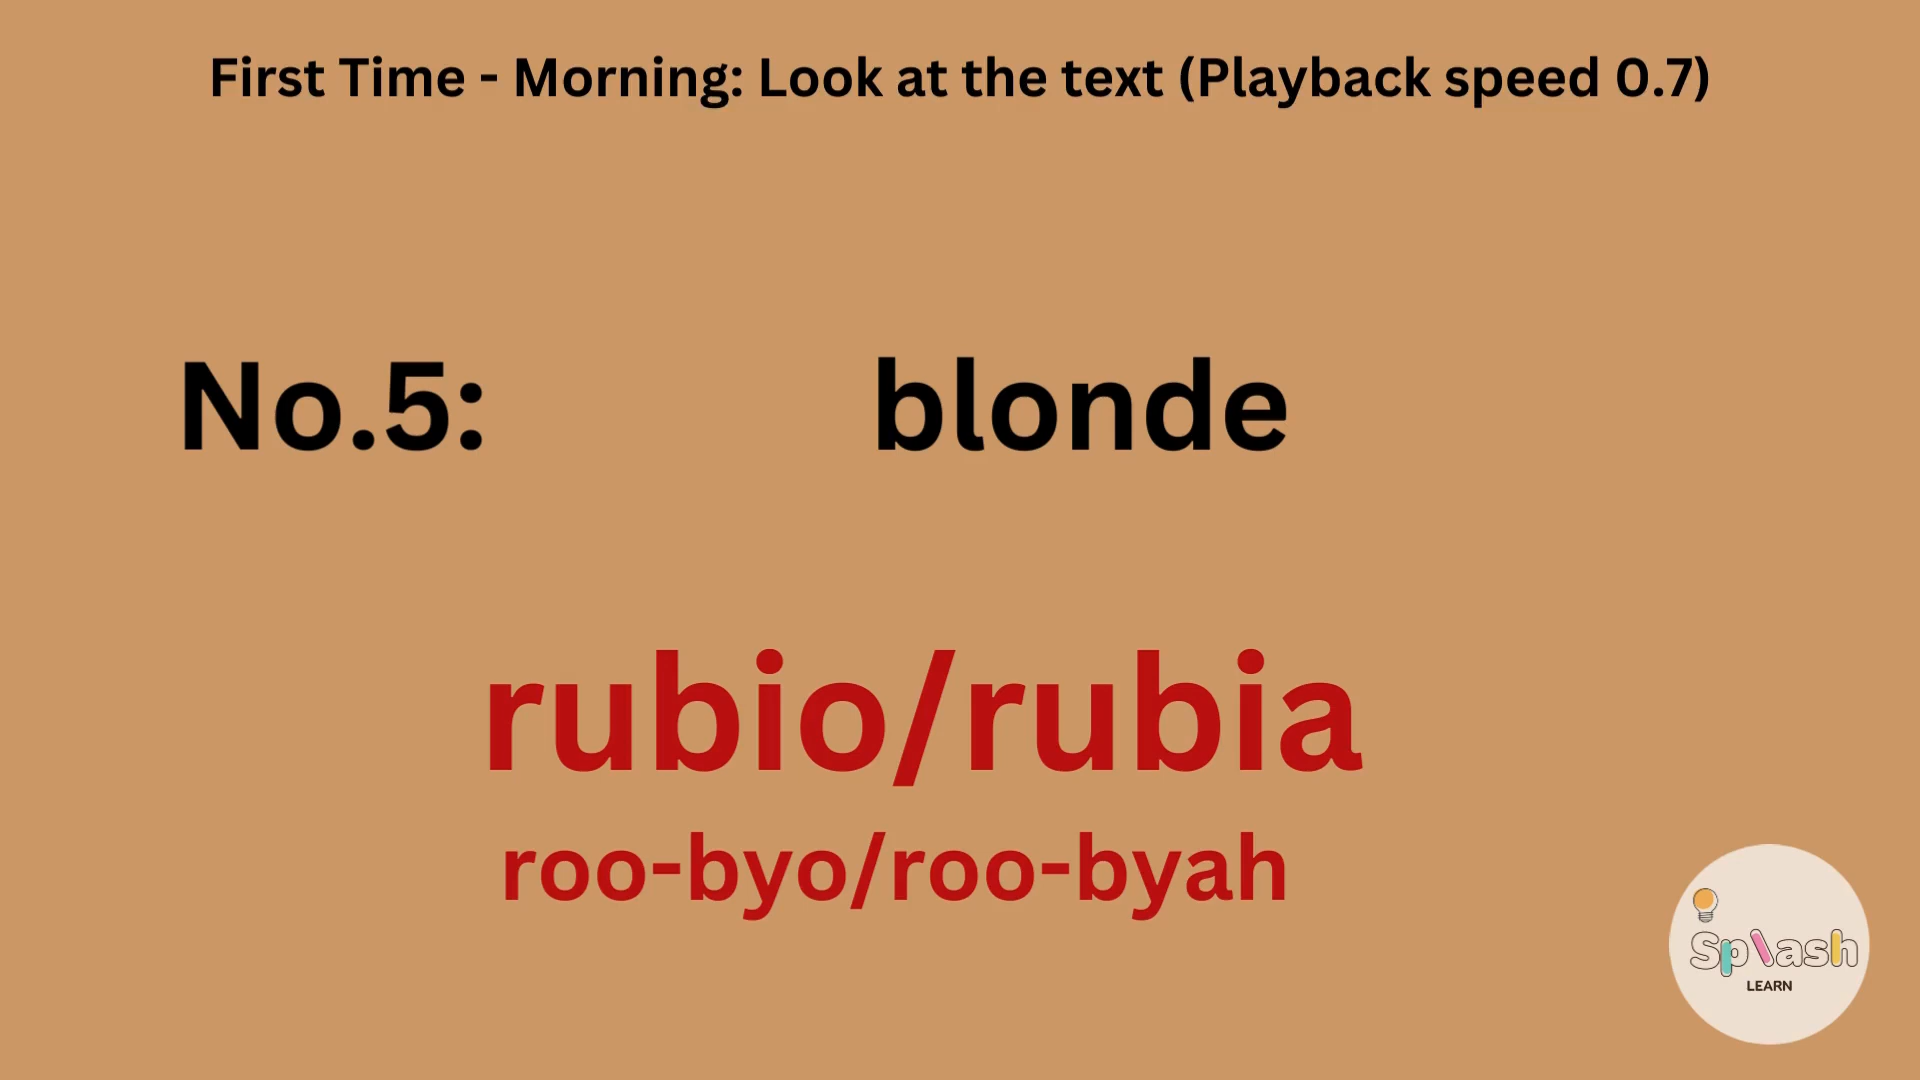 First Time - Morning: Look at the text (Playback speed 0.7)
No.5: blonde
rubio/rubia
roo-byo/roo-byah
Splash
LEARN